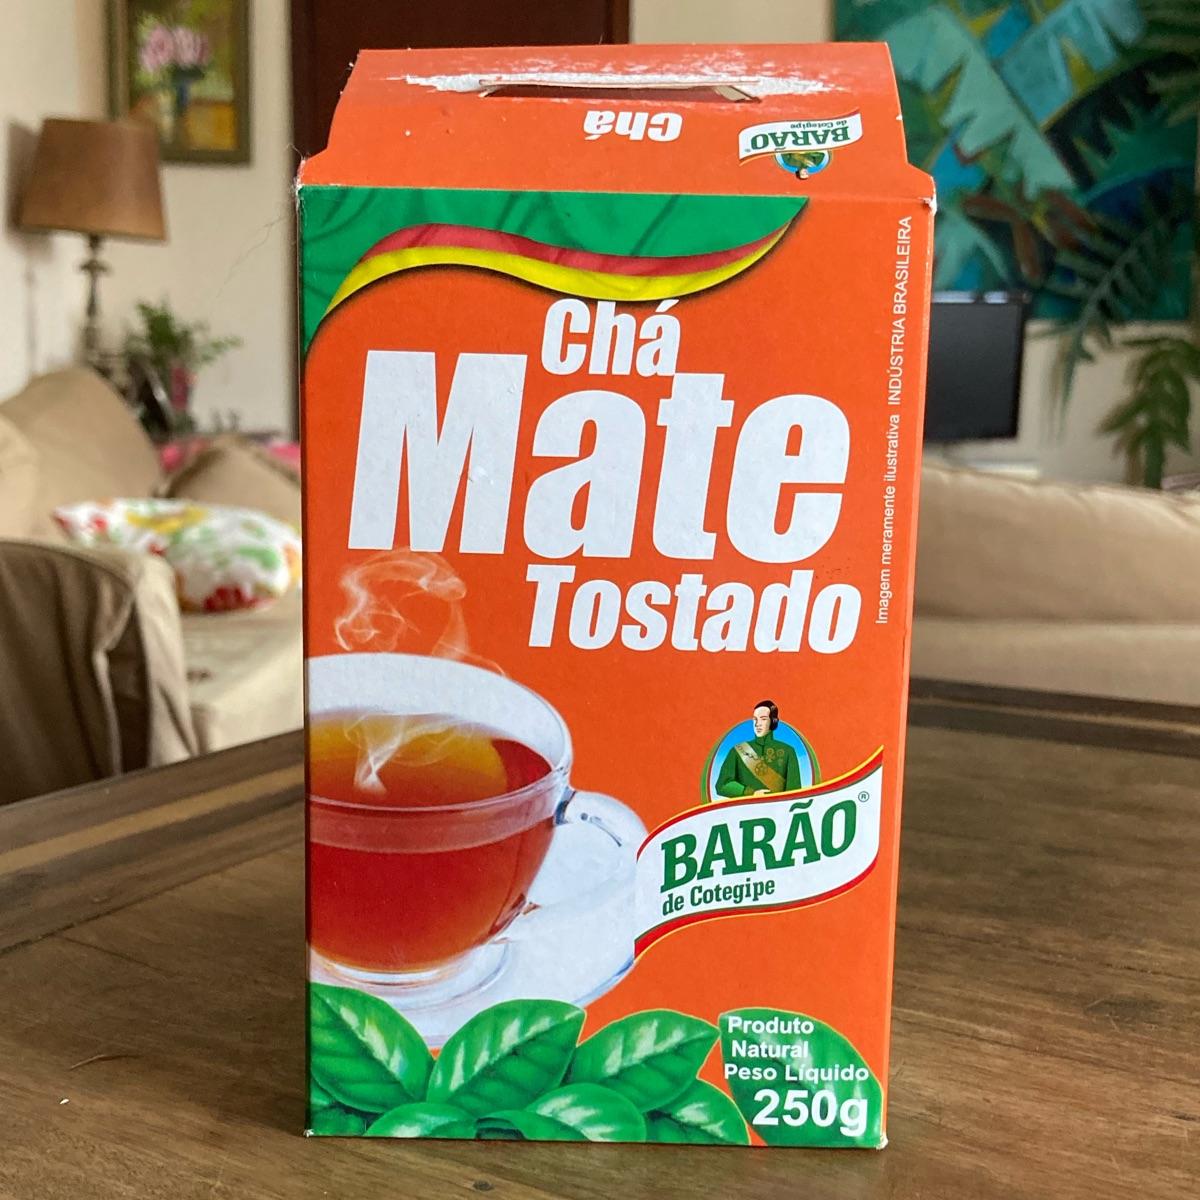 Chá
BARÃO
de Cotegipe
Chá
Mate
Tostado
Imagem meramente ilustrativa INDÚSTRIA BRASILEIRA
BARÃO®
de Cotegipe
Produto
Natural
Peso Líquido
250g